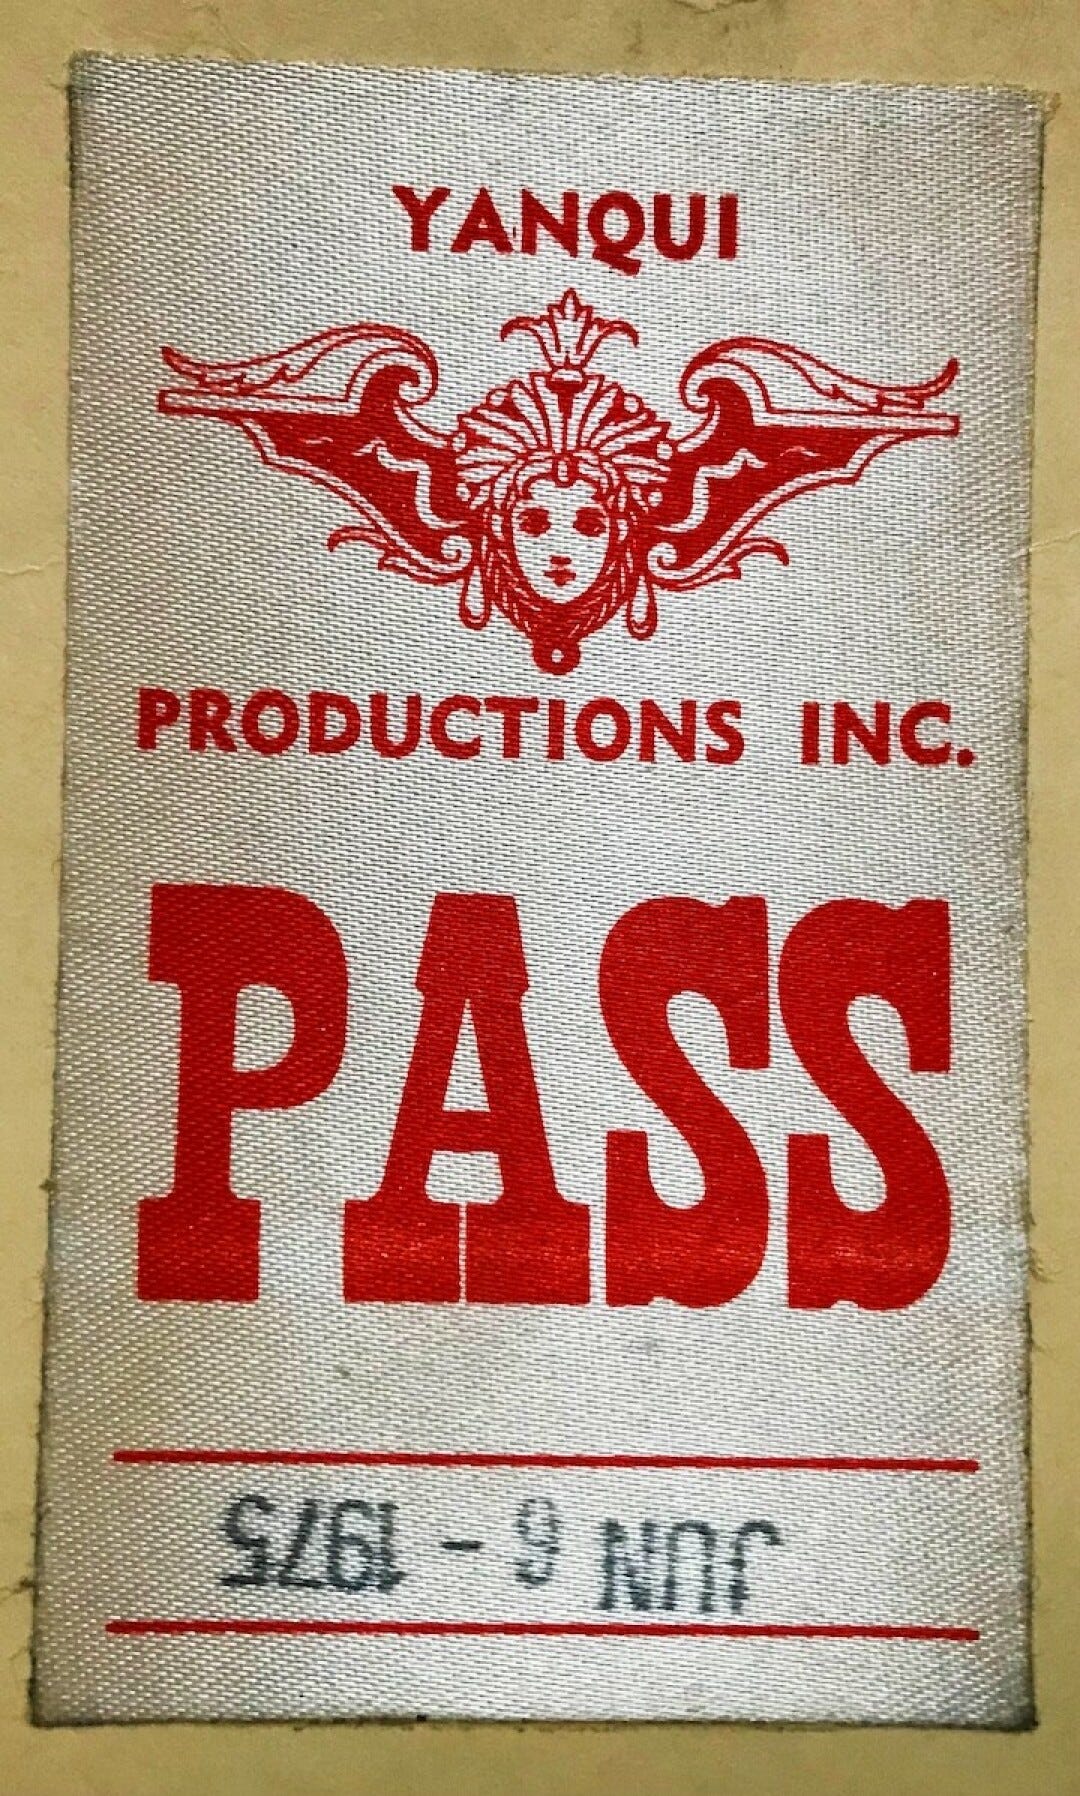 YANQUI
PRODUCTIONS INC.
PASS
JUN 6 - 1975